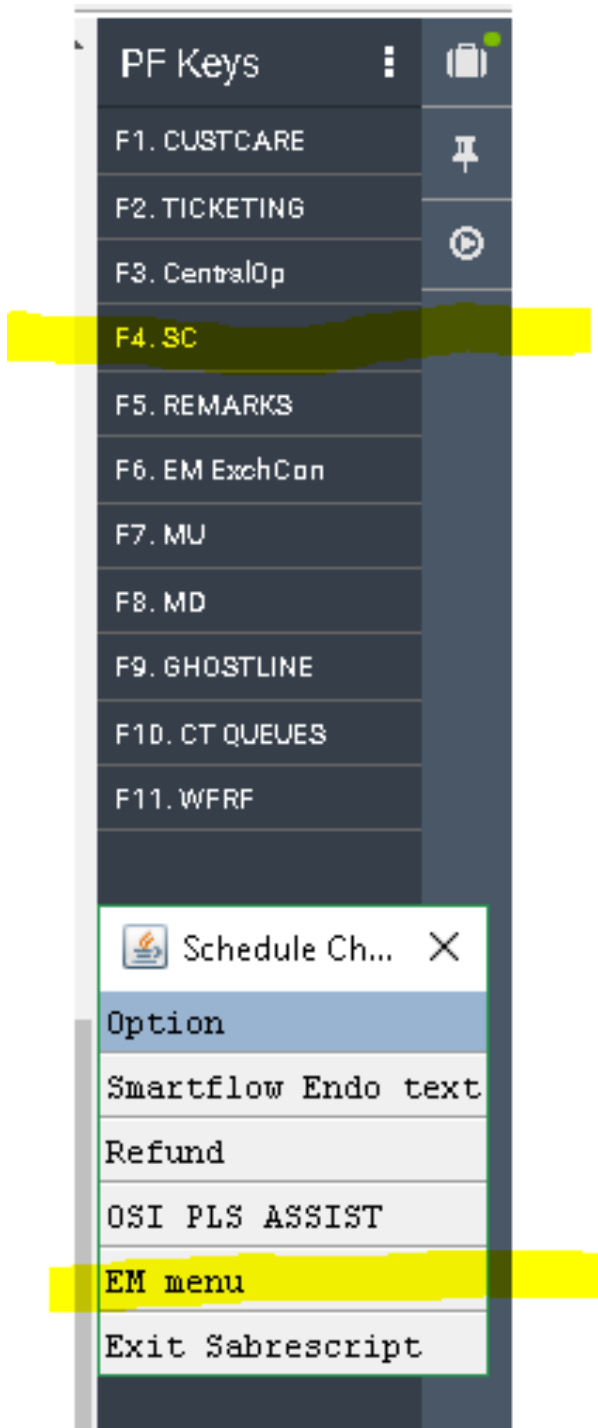 PF Keys
F1. CUSTCARE
F2. TICKETING
F3. CentralOp
F4. SC
F5. REMARKS
F6. EM ExchCon
F7. MU
F8. MD
F9. GHOSTLINE
F10. CT QUEUES
F11. WFRF
Schedule Ch...
Option
Smartflow Endo text
Refund
OSI PLS ASSIST
EM menu
Exit Sabrescript